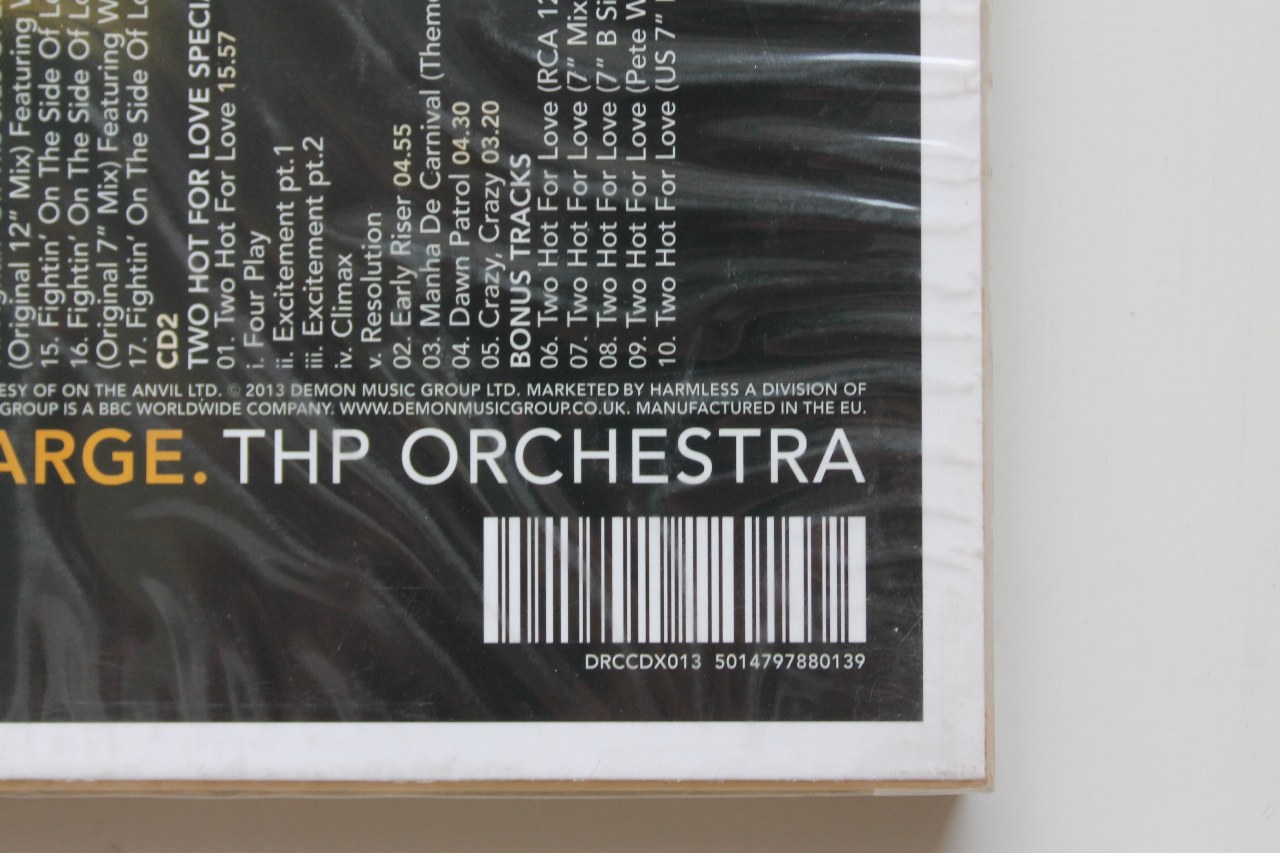 (Original 12” Mix) Featuring
15. Fightin’ On The Side Of
16. Fightin’ On The Side Of
(Original 7” Mix) Featuring
17. Fightin’ On The Side Of
CD2
TWO HOT FOR LOVE
01. Two Hot For Love 15.57
i. Four Play
ii. Excitement pt.1
iii. Excitement pt.2
iv. Climax
v. Resolution
02. Early Riser 04.55
03. Manha De Carnival (Theme
04. Dawn Patrol 04.30
05. Crazy, Crazy 03.20
BONUS TRACKS
06. Two Hot For Love (RCA 12
07. Two Hot For Love (7” Mix
08. Two Hot For Love (7” B
09. Two Hot For Love (Pete
10. Two Hot For Love (US 7”
OF ON THE ANVIL LTD. © 2013 DEMON MUSIC GROUP LTD. MARKETED BY HARMLESS A DIVISION OF
GROUP IS A BBC WORLDWIDE COMPANY. WWW.DEMONMUSICGROUP.CO.UK. MANUFACTURED IN THE EU.
ARGE. THP ORCHESTRA
DRCCDX013 5014797880139